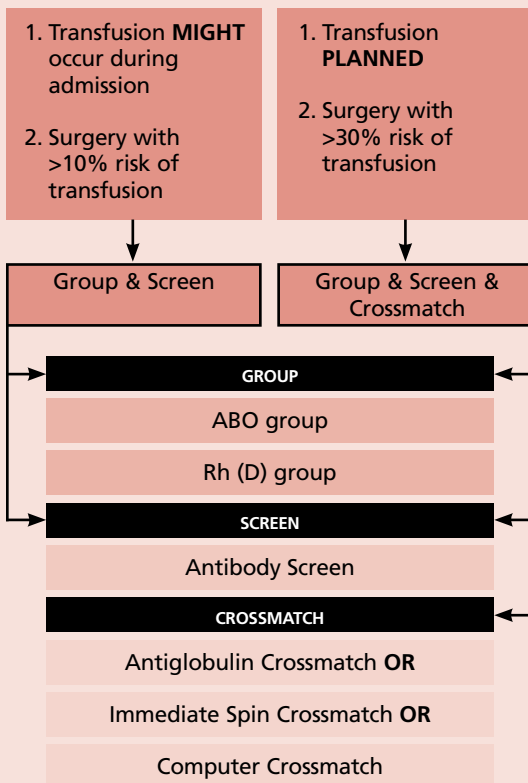 1. Transfusion MIGHT
occur during
admission
2. Surgery with
>10% risk of
transfusion
1. Transfusion
PLANNED
2. Surgery with
>30% risk of
transfusion
Group & Screen
Group & Screen &
Crossmatch
GROUP
ABO group
Rh (D) group
SCREEN
Antibody Screen
CROSSMATCH
Antiglobulin Crossmatch OR
Immediate Spin Crossmatch OR
Computer Crossmatch